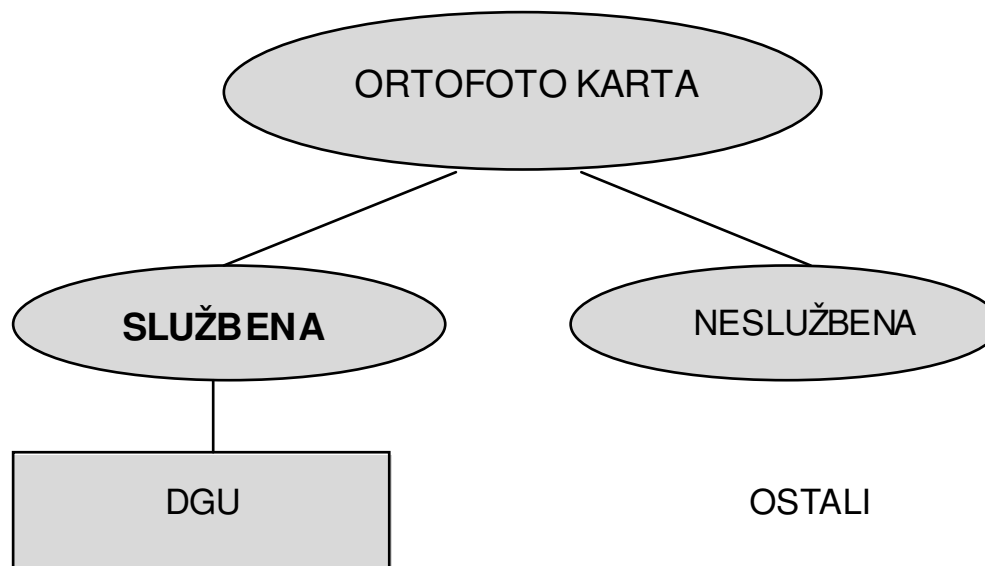 ORTOFOTO KARTA
SLUŽBENA
NESLUŽBENA
DGU
OSTALI